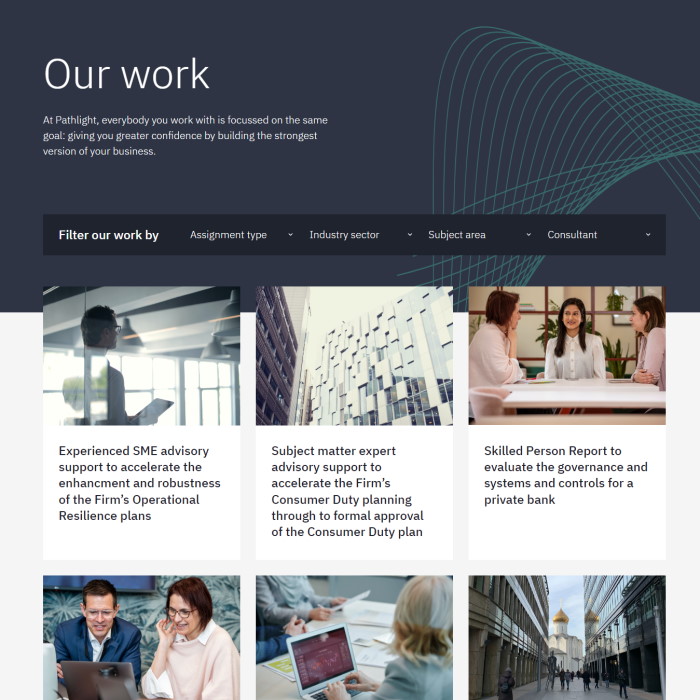 Our work
At Pathlight, everybody you work with is focussed on the same
goal: giving you greater confidence by building the strongest
version of your business.
Filter our work by
Assignment type
Industry sector
Subject area
Consultant
Experienced SME advisory
support to accelerate the
enhancment and robustness
of the Firm's Operational
Resilience plans
Subject matter expert
advisory support to
accelerate the Firm's
Consumer Duty planning
through to formal approval
of the Consumer Duty plan
Skilled Person Report to
evaluate the governance and
systems and controls for a
private bank